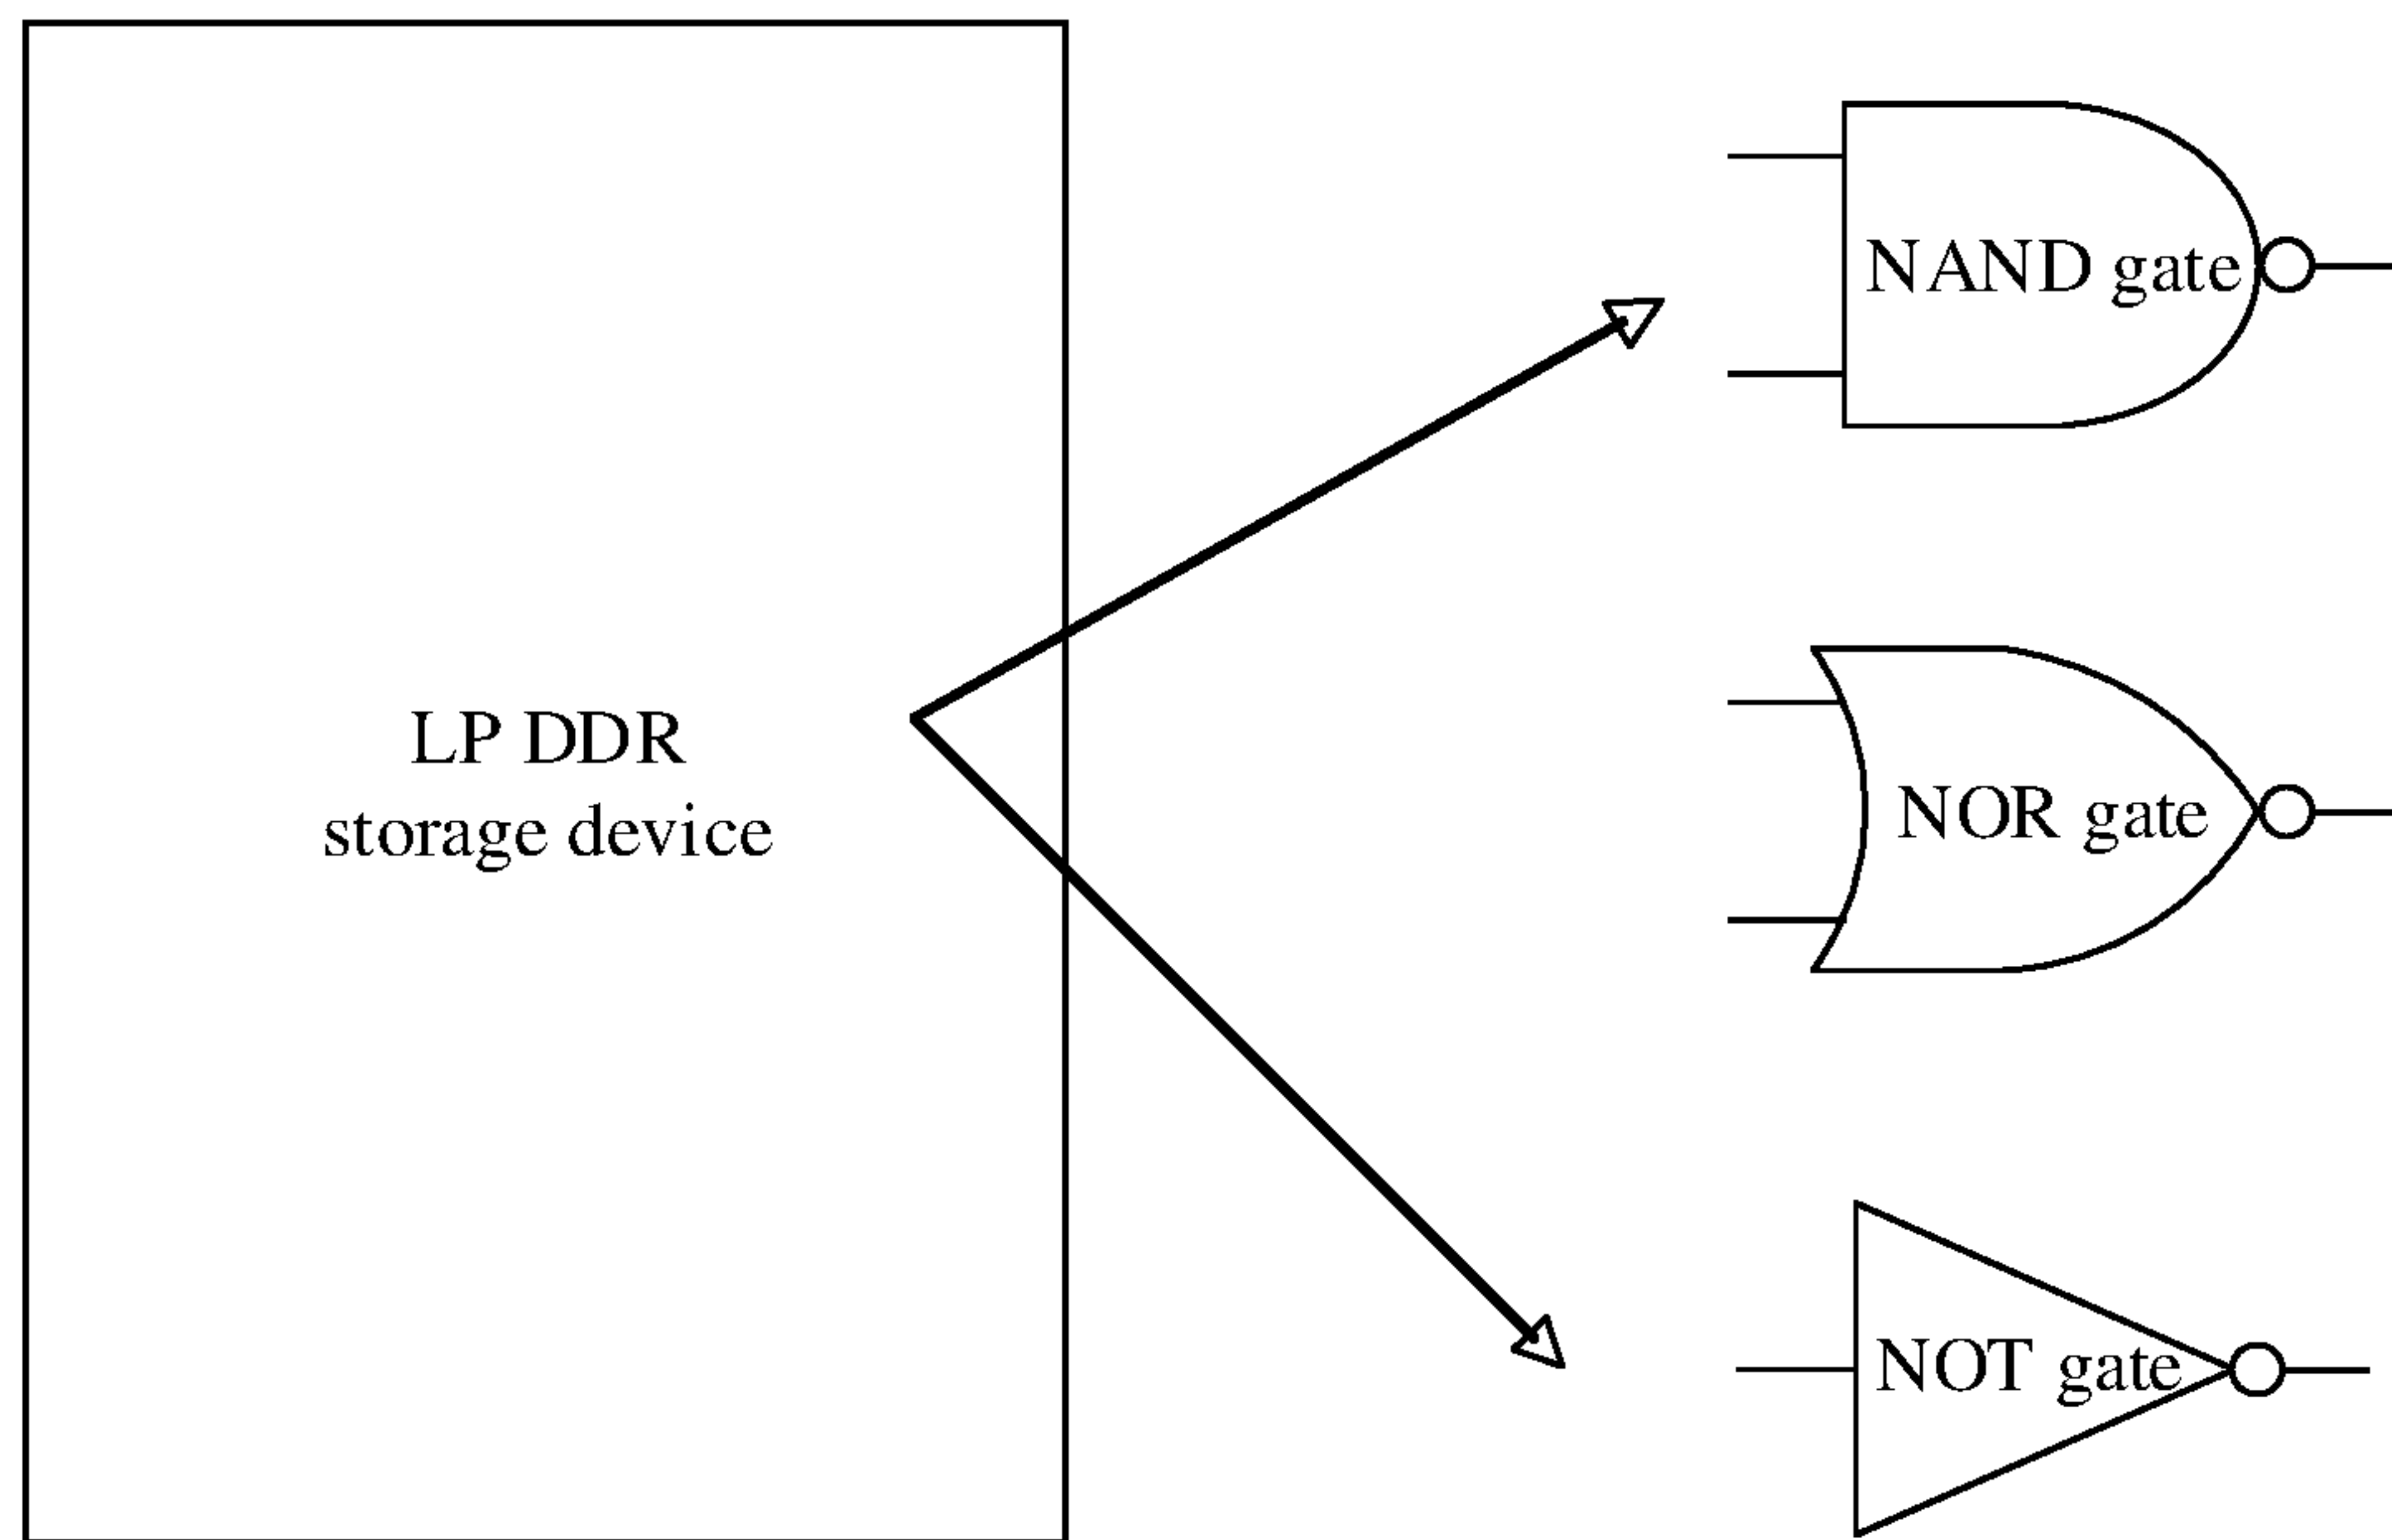 LP DDR
storage device
NAND gate
NOR gate
NOT gate